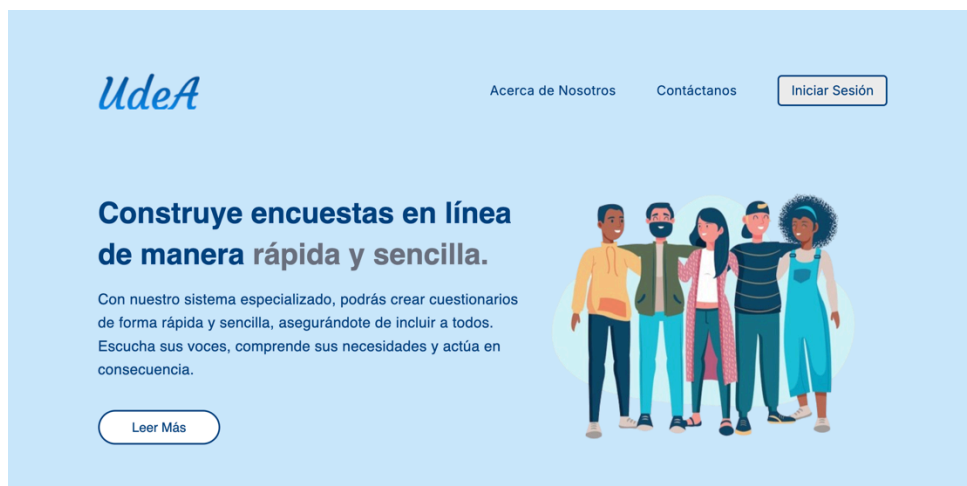 UdeA
Acerca de Nosotros
Contáctanos
Iniciar Sesión
Construye encuestas en línea
de manera rápida y sencilla.
Con nuestro sistema especializado, podrás crear cuestionarios
de forma rápida y sencilla, asegurándote de incluir a todos.
Escucha sus voces, comprende sus necesidades y actúa en
consecuencia.
Leer Más